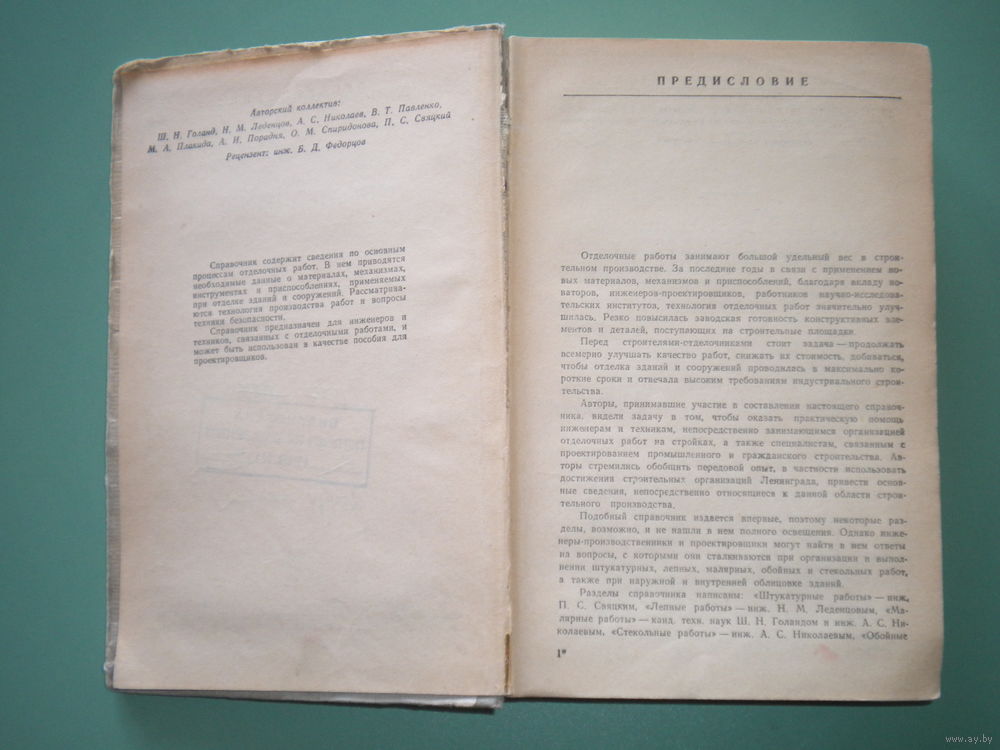 Авторский коллектив:
Ш. Н. Голанд, Н. М. Леденцов, А. С. Николаев, В. Т. Павленко,
М. А. Плакида, А. И. Порадня, О. М. Спиридонова, П. С. Свяцкий
Рецензент: инж. Б. Д. Федорцов
Справочник содержит сведения по основным
процессам отделочных работ. В нем приводятся
необходимые данные о материалах, механизмах,
инструментах и приспособлениях, применяемых
при отделке зданий и сооружений. Рассматрива-
ются технология производства работ и вопросы
техники безопасности.
Справочник предназначен для инженеров и
техников, связанных с отделочными работами, и
может быть использован в качестве пособия для
проектировщиков.
ПРЕДИСЛОВИЕ
Отделочные работы занимают большой удельный вес в строи-
тельном производстве. За последние годы в связи с применением но-
вых материалов, механизмов и приспособлений, благодаря вкладу но-
ваторов, инженеров-проектировщиков, работников научно-исследова-
тельских институтов, технология отделочных работ значительно улуч-
шилась. Резко повысилась заводская готовность конструктивных эле-
ментов и деталей, поступающих на строительные площадки.
Перед строителями-отделочниками стоит задача — продолжать
всемерно улучшать качество работ, снижать их стоимость, добиваться,
чтобы отделка зданий и сооружений проводилась в максимально ко-
роткие сроки и отвечала высоким требованиям индустриального строи-
тельства.
Авторы, принимавшие участие в составлении настоящего справоч-
ника, видели задачу в том, чтобы оказать практическую помощь
инженерам и техникам, непосредственно занимающимся организацией
отделочных работ на стройках, а также специалистам, связанным с
проектированием промышленного и гражданского строительства. Ав-
торы стремились обобщить передовой опыт, в частности использовать
достижения строительных организаций Ленинграда, привести основ-
ные сведения, непосредственно относящиеся к данной области строи-
тельного производства.
Подобный справочник издается впервые, поэтому некоторые раз-
делы, возможно, и не нашли в нем полного освещения. Однако инже-
неры-производственники и проектировщики могут найти в нем ответы
на вопросы, с которыми они сталкиваются при организации и выпол-
нении штукатурных, лепных, малярных, обойных и стекольных работ,
а также при наружной и внутренней облицовке зданий.
Разделы справочника написаны: «Штукатурные работы» — инж.
П. С. Свяцким, «Лепные работы» — инж. Н. М. Леденцовым, «Ма-
лярные работы» — канд. техн. наук Ш. Н. Голандом и инж. А. С. Ни-
колаевым, «Стекольные работы» — инж. А. С. Николаевым, «Обойные
1*
www.ay.by